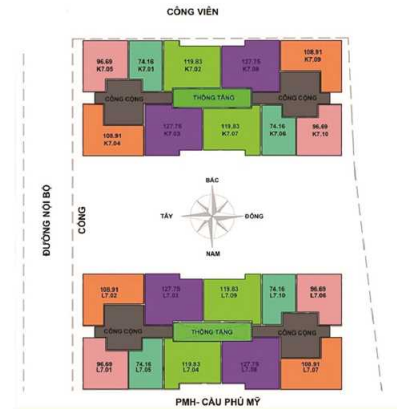 CÔNG VIÊN
96.69
K7.05
74.16
K7.01
119.83
K7.02
127.75
K7.08
108.91
K7.09
CÔNG CỘNG
THÔNG TẦNG
CÔNG CỘNG
108.91
K7.04
127.75
K7.03
119.83
K7.07
74.16
K7.06
96.69
K7.10
ĐƯỜNG NỘI BỘ
CÔNG
BẮC
TÂY
ĐÔNG
NAM
108.91
L7.02
127.75
L7.03
119.83
L7.09
74.16
L7.10
96.69
L7.06
CÔNG CỘNG
THÔNG TẦNG
CÔNG CỘNG
96.69
L7.01
74.16
L7.05
119.83
L7.04
127.75
L7.08
108.91
L7.07
PMH- CẦU PHÚ MỸ